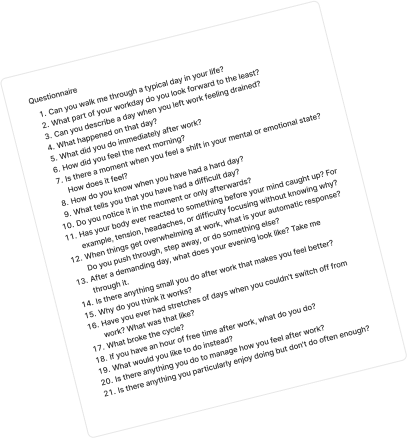 Questionnaire
1. Can you walk me through a typical day in your life?
2. What part of your workday do you look forward to the least?
3. Can you describe a day when you left work feeling drained?
4. What happened on that day?
5. What did you do immediately after work?
6. How did you feel the next morning?
7. Is there a moment when you feel a shift in your mental or emotional state?
How does it feel?
8. How do you know when you have had a hard day?
9. What tells you that you have had a difficult day?
10. Do you notice it in the moment or only afterwards?
11. Has your body ever reacted to something before your mind caught up? For
example, tension, headaches, or difficulty focusing without knowing why?
12. When things get overwhelming at work, what is your automatic response?
Do you push through, step away, or do something else?
13. After a demanding day, what does your evening look like? Take me
through it.
14. Is there anything small you do after work that makes you feel better?
15. Why do you think it works?
16. Have you ever had stretches of days when you couldn't switch off from
work? What was that like?
17. What broke the cycle?
18. If you have an hour of free time after work, what do you do?
19. What would you like to do instead?
20. Is there anything you do to manage how you feel after work?
21. Is there anything you particularly enjoy doing but don't do often enough?